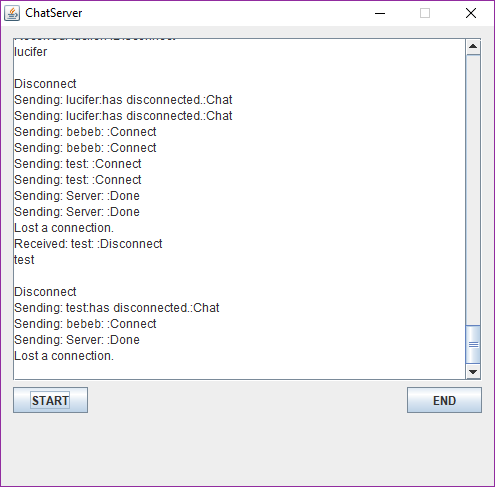 ChatServer
lucifer
Disconnect
Sending: lucifer:has disconnected.:Chat
Sending: lucifer:has disconnected.:Chat
Sending: bebeb: :Connect
Sending: bebeb: :Connect
Sending: test: :Connect
Sending: test: :Connect
Sending: Server: :Done
Sending: Server: :Done
Lost a connection.
Received: test: :Disconnect
test
Disconnect
Sending: test:has disconnected.:Chat
Sending: bebeb: :Connect
Sending: Server: :Done
Lost a connection.
START
END